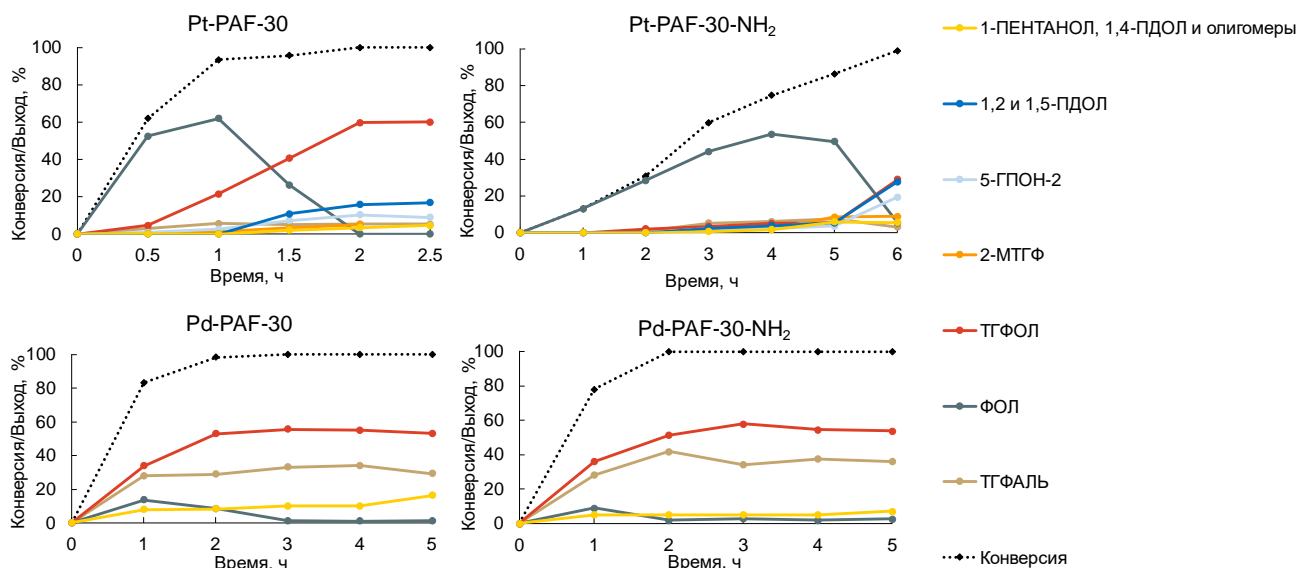 Pt-PAF-30
Конверсия/Выход, %
100
80
60
40
20
0
0
0.5
1
1.5
2
2.5
Время, ч
Pt-PAF-30-NH₂
Конверсия/Выход, %
100
80
60
40
20
0
0
1
2
3
4
5
6
Время, ч
Pd-PAF-30
Конверсия/Выход, %
100
80
60
40
20
0
0
1
2
3
4
5
Время, ч
Pd-PAF-30-NH₂
Конверсия/Выход, %
100
80
60
40
20
0
0
1
2
3
4
5
Время, ч
1-ПЕНТАНОЛ, 1,4-ПДОЛ и олигомеры
1,2 и 1,5-ПДОЛ
5-ГПОН-2
2-МТГФ
ТГФОЛ
ФОЛ
ТГФАЛЬ
Конверсия